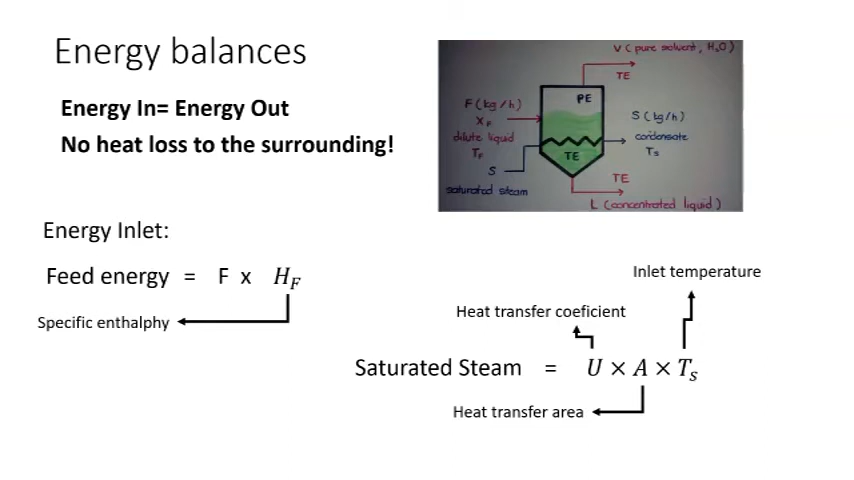 Energy balances
Energy In= Energy Out
No heat loss to the surrounding!
V ( pure solvent, H₂O )
TE
PE
F ( kg / h )
X_F
dilute liquid
T_F
S
saturated steam
S ( kg/h )
condensate
T_S
TE
TE
L ( concentrated liquid )
Energy Inlet:
Feed energy = F x H_F
Specific enthalphy
Inlet temperature
Heat transfer coeficient
Saturated Steam = U × A × T_s
Heat transfer area